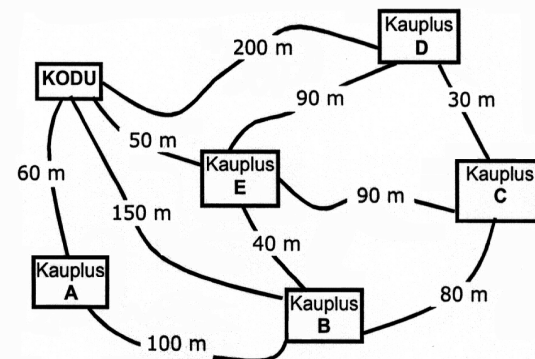 Kauplus
D
200 m
KODU
90 m
30 m
50 m
Kauplus
E
60 m
Kauplus
C
90 m
150 m
40 m
Kauplus
A
80 m
Kauplus
B
100 m